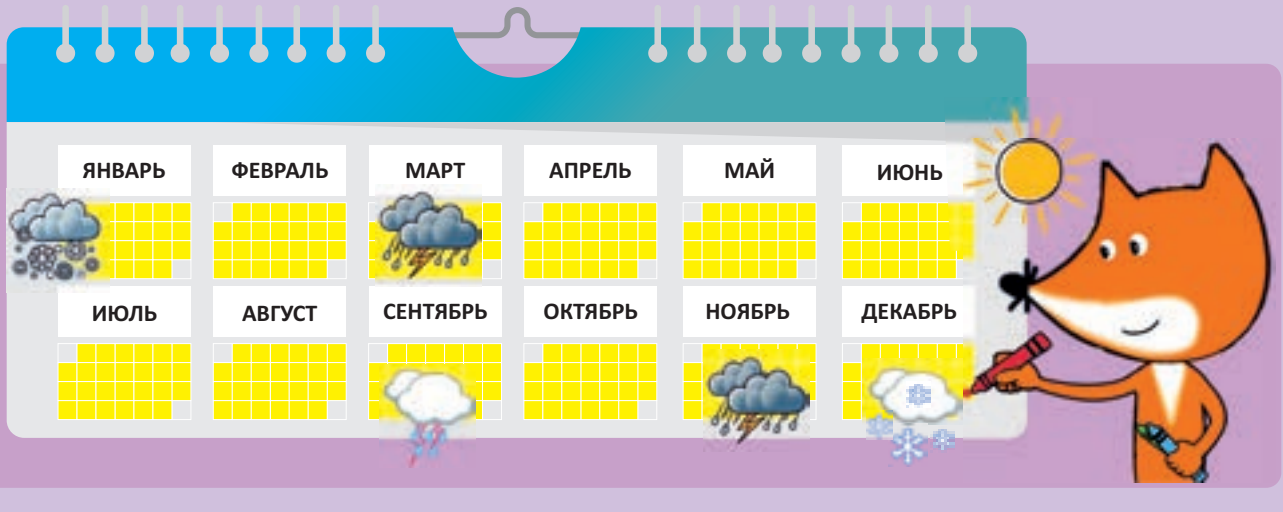 ЯНВАРЬ ФЕВРАЛЬ МАРТ АПРЕЛЬ МАЙ ИЮНЬ
ИЮЛЬ АВГУСТ СЕНТЯБРЬ ОКТЯБРЬ НОЯБРЬ ДЕКАБРЬ